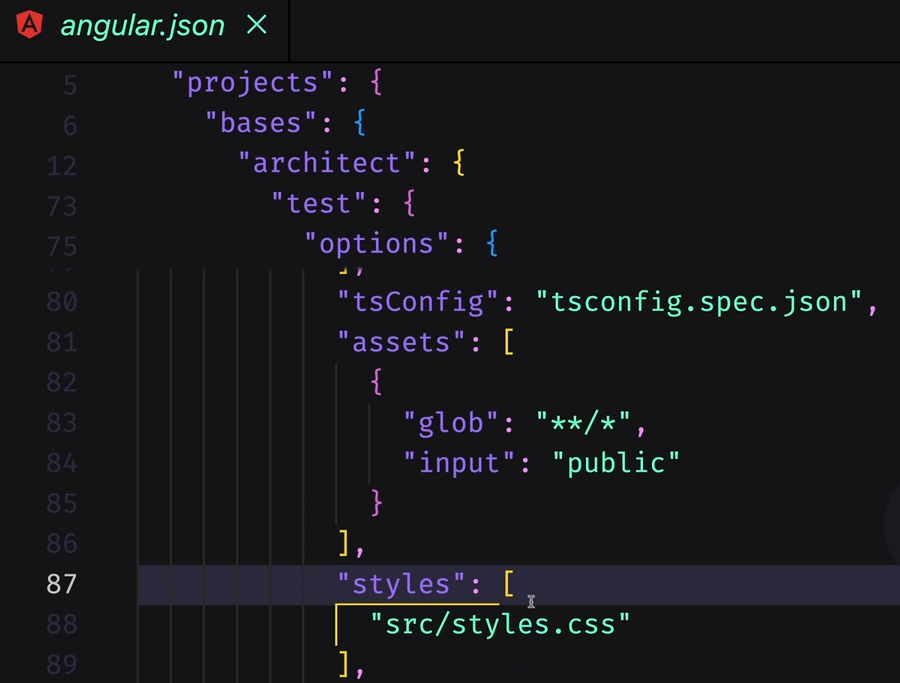 angular.json
5 "projects": {
6 "bases": {
12 "architect": {
73 "test": {
75 "options": {
],
80 "tsConfig": "tsconfig.spec.json",
81 "assets": [
82 {
83 "glob": "**/*",
84 "input": "public"
85 }
86 ],
87 "styles": [
88 "src/styles.css"
89 ],